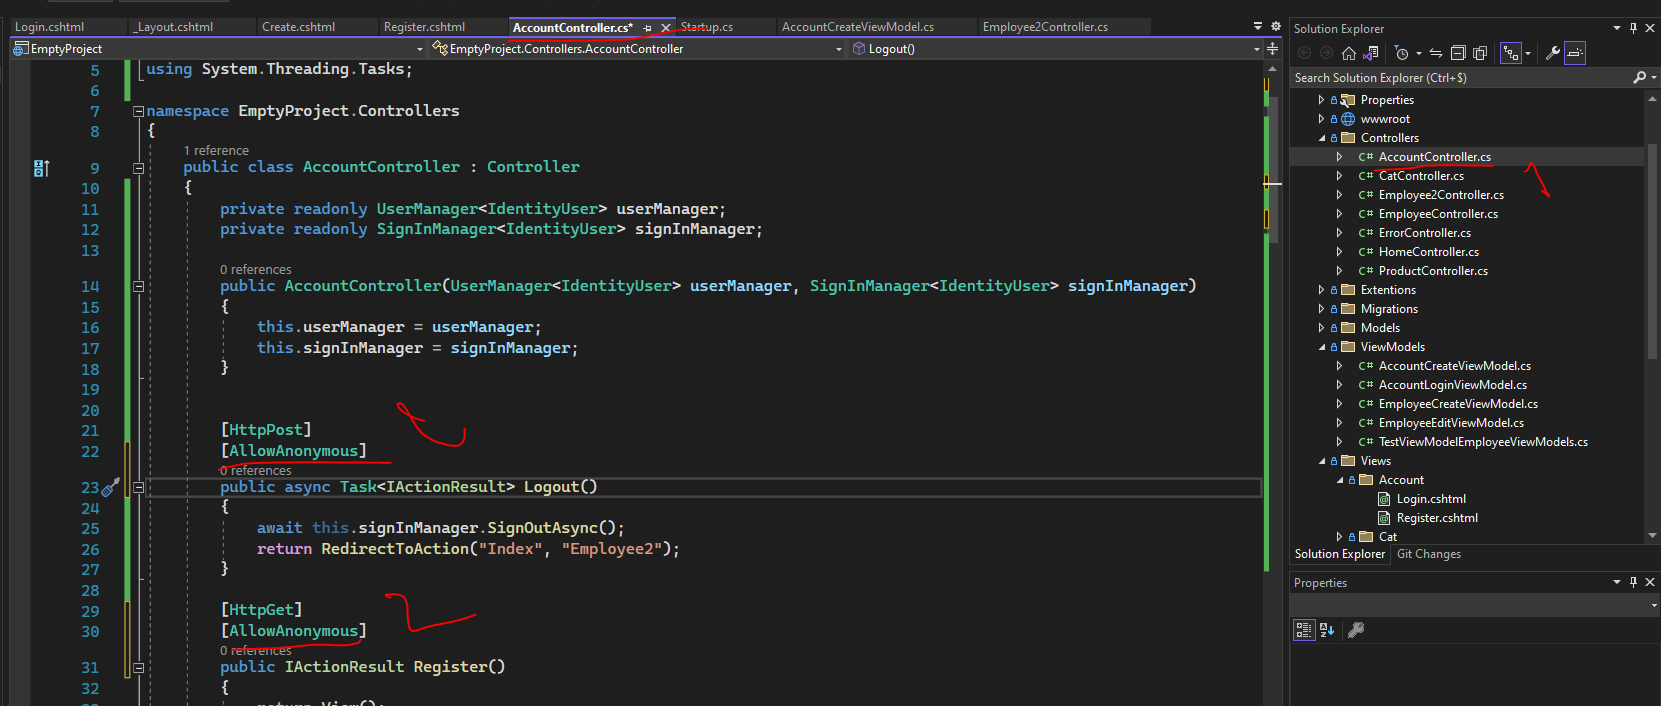 Login.cshtml
_Layout.cshtml
Create.cshtml
Register.cshtml
AccountController.cs*
Startup.cs
AccountCreateViewModel.cs
Employee2Controller.cs
EmptyProject
EmptyProject.Controllers.AccountController
Logout()
5 using System.Threading.Tasks;
6
7 namespace EmptyProject.Controllers
8 {
1 reference
9 public class AccountController : Controller
10 {
11 private readonly UserManager<IdentityUser> userManager;
12 private readonly SignInManager<IdentityUser> signInManager;
13
0 references
14 public AccountController(UserManager<IdentityUser> userManager, SignInManager<IdentityUser> signInManager)
15 {
16 this.userManager = userManager;
17 this.signInManager = signInManager;
18 }
19
20
21 [HttpPost]
22 [AllowAnonymous]
0 references
23 public async Task<IActionResult> Logout()
24 {
25 await this.signInManager.SignOutAsync();
26 return RedirectToAction("Index", "Employee2");
27 }
28
29 [HttpGet]
30 [AllowAnonymous]
0 references
31 public IActionResult Register()
32 {
Solution Explorer
Search Solution Explorer (Ctrl+$)
Properties
wwwroot
Controllers
C# AccountController.cs
C# CatController.cs
C# Employee2Controller.cs
C# EmployeeController.cs
C# ErrorController.cs
C# HomeController.cs
C# ProductController.cs
Extentions
Migrations
Models
ViewModels
C# AccountCreateViewModel.cs
C# AccountLoginViewModel.cs
C# EmployeeCreateViewModel.cs
C# EmployeeEditViewModel.cs
C# TestViewModelEmployeeViewModels.cs
Views
Account
Login.cshtml
Register.cshtml
Cat
Solution Explorer
Git Changes
Properties